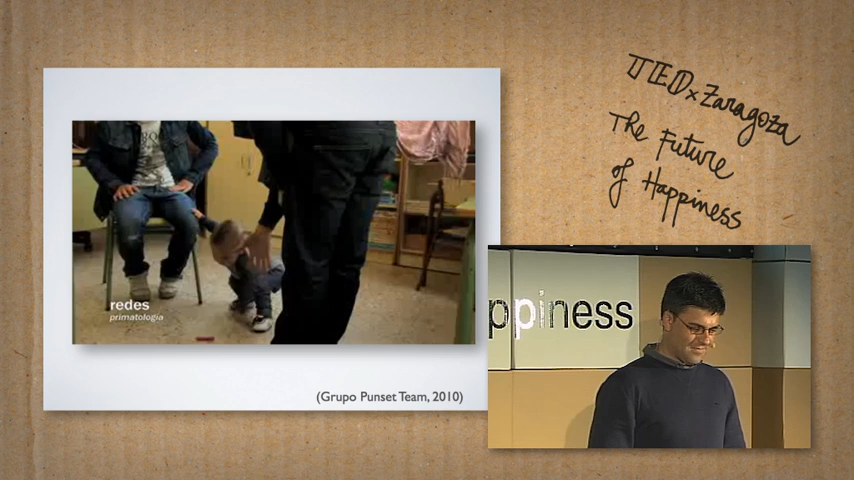 TEDxZaragoza
The Future
of Happiness
redes
primatología
(Grupo Punset Team, 2010)
ppiness